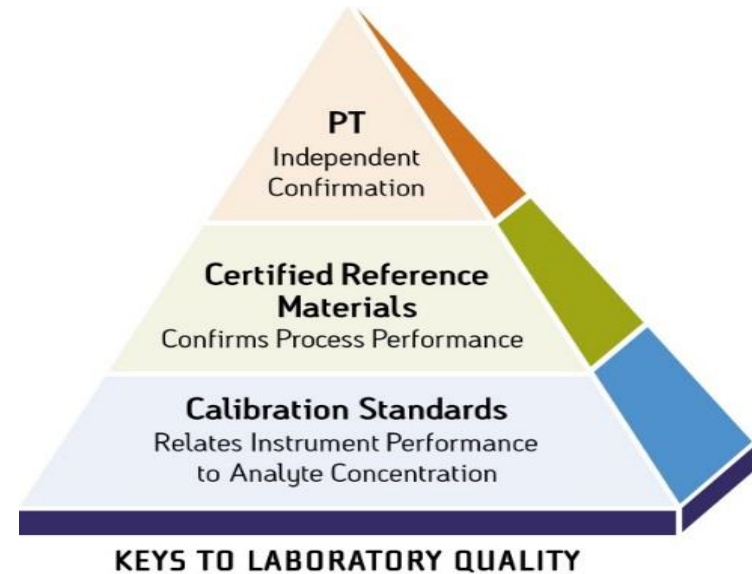 PT
Independent
Confirmation
Certified Reference
Materials
Confirms Process Performance
Calibration Standards
Relates Instrument Performance
to Analyte Concentration
KEYS TO LABORATORY QUALITY